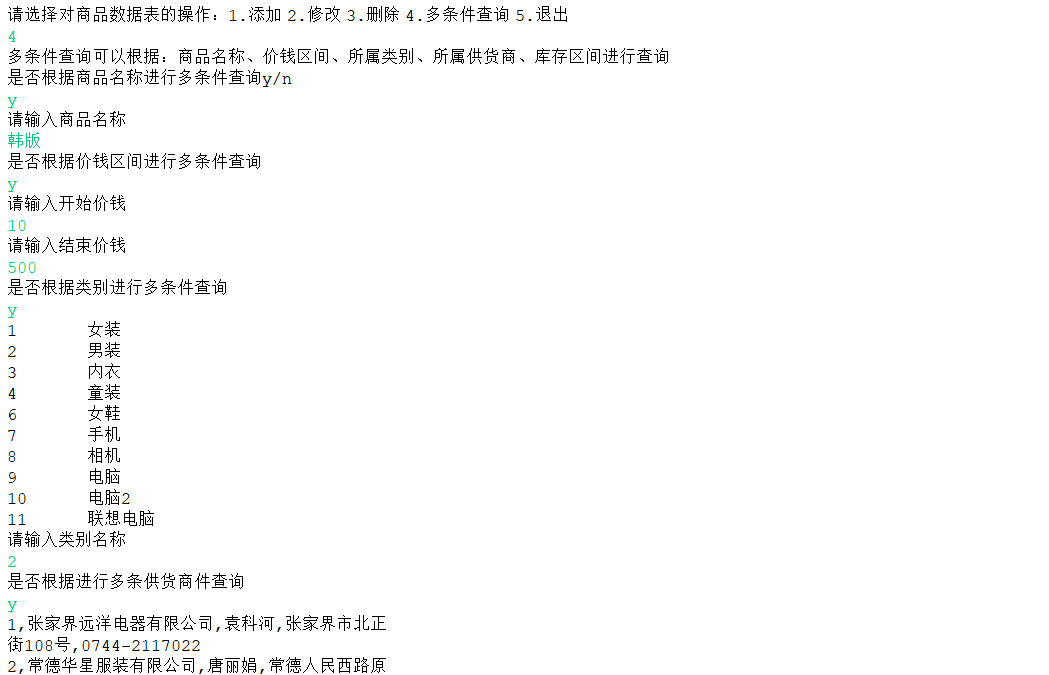 请选择对商品数据表的操作：1.添加 2.修改 3.删除 4.多条件查询 5.退出
4
多条件查询可以根据：商品名称、价钱区间、所属类别、所属供货商、库存区间进行查询
是否根据商品名称进行多条件查询y/n
y
请输入商品名称
韩版
是否根据价钱区间进行多条件查询
y
请输入开始价钱
10
请输入结束价钱
500
是否根据类别进行多条件查询
y
1 女装
2 男装
3 内衣
4 童装
6 女鞋
7 手机
8 相机
9 电脑
10 电脑2
11 联想电脑
请输入类别名称
2
是否根据进行多条供货商件查询
y
1,张家界远洋电器有限公司,袁科河,张家界市北正
街108号,0744-2117022
2,常德华星服装有限公司,唐丽娟,常德人民西路原